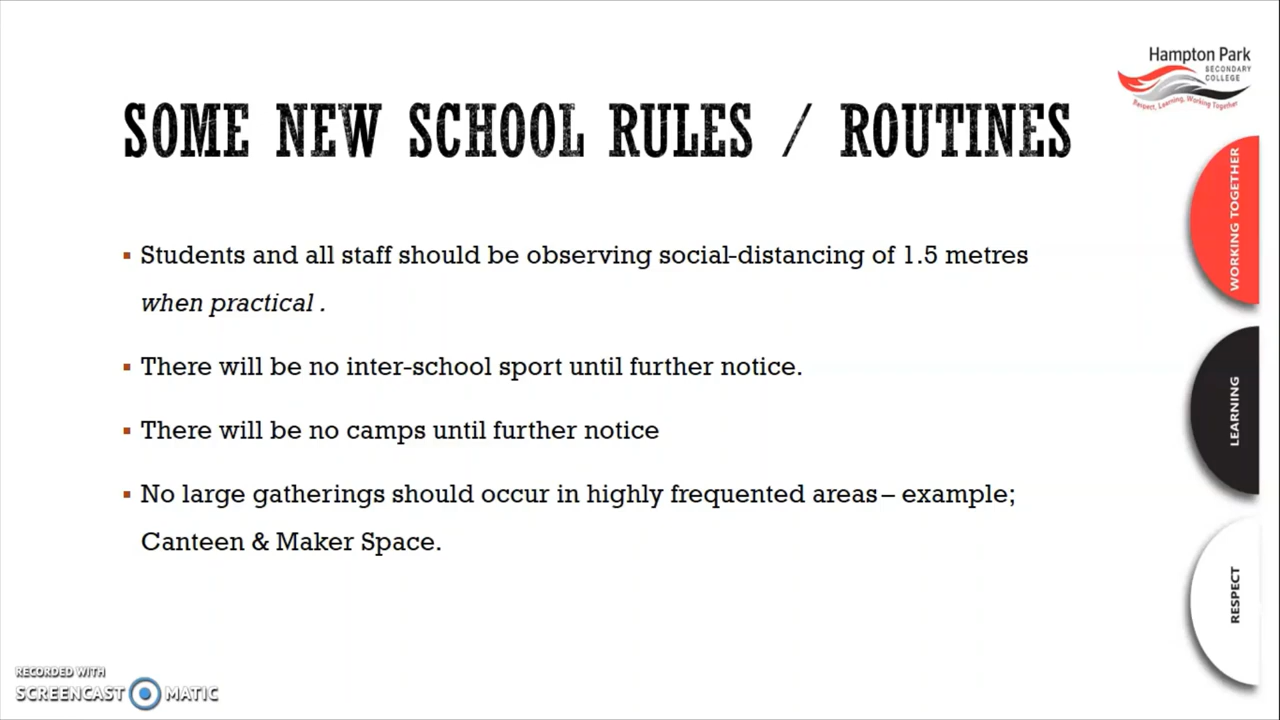 Hampton Park
SECONDARY
COLLEGE
Respect, Learning, Working Together
SOME NEW SCHOOL RULES / ROUTINES
WORKING TOGETHER
▪ Students and all staff should be observing social-distancing of 1.5 metres
when practical .
▪ There will be no inter-school sport until further notice.
▪ There will be no camps until further notice
LEARNING
▪ No large gatherings should occur in highly frequented areas – example;
Canteen & Maker Space.
RESPECT
RECORDED WITH
SCREENCAST MATIC